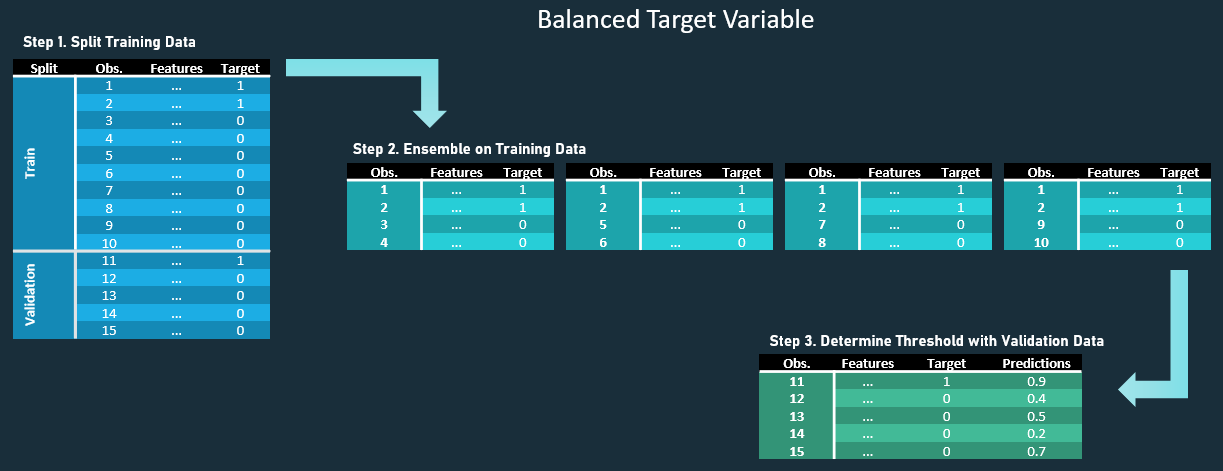 Balanced Target Variable
Step 1. Split Training Data
Split Obs. Features Target
Train
1 ... 1
2 ... 1
3 ... 0
4 ... 0
5 ... 0
6 ... 0
7 ... 0
8 ... 0
9 ... 0
10 ... 0
Validation
11 ... 1
12 ... 0
13 ... 0
14 ... 0
15 ... 0
Step 2. Ensemble on Training Data
Obs. Features Target
1 ... 1
2 ... 1
3 ... 0
4 ... 0
Obs. Features Target
1 ... 1
2 ... 1
5 ... 0
6 ... 0
Obs. Features Target
1 ... 1
2 ... 1
7 ... 0
8 ... 0
Obs. Features Target
1 ... 1
2 ... 1
9 ... 0
10 ... 0
Step 3. Determine Threshold with Validation Data
Obs. Features Target Predictions
11 ... 1 0.9
12 ... 0 0.4
13 ... 0 0.5
14 ... 0 0.2
15 ... 0 0.7